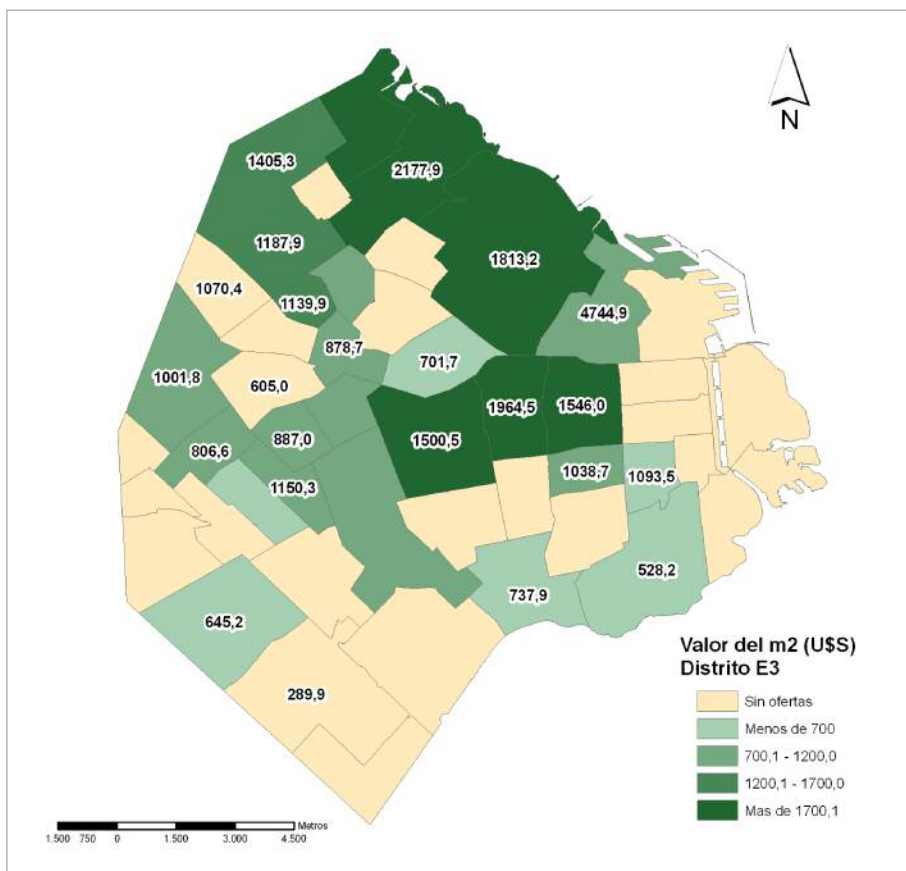 N
1405,3
2177,9
1187,9
1813,2
1070,4
1139,9
4744,9
878,7
701,7
1001,8
605,0
1964,5
1546,0
887,0
1500,5
806,6
1038,7
1093,5
1150,3
528,2
737,9
645,2
289,9
Valor del m2 (U$S)
Distrito E3
Sin ofertas
Menos de 700
700,1 - 1200,0
1200,1 - 1700,0
Mas de 1700,1
Metros
1.500 750 0 1.500 3.000 4.500